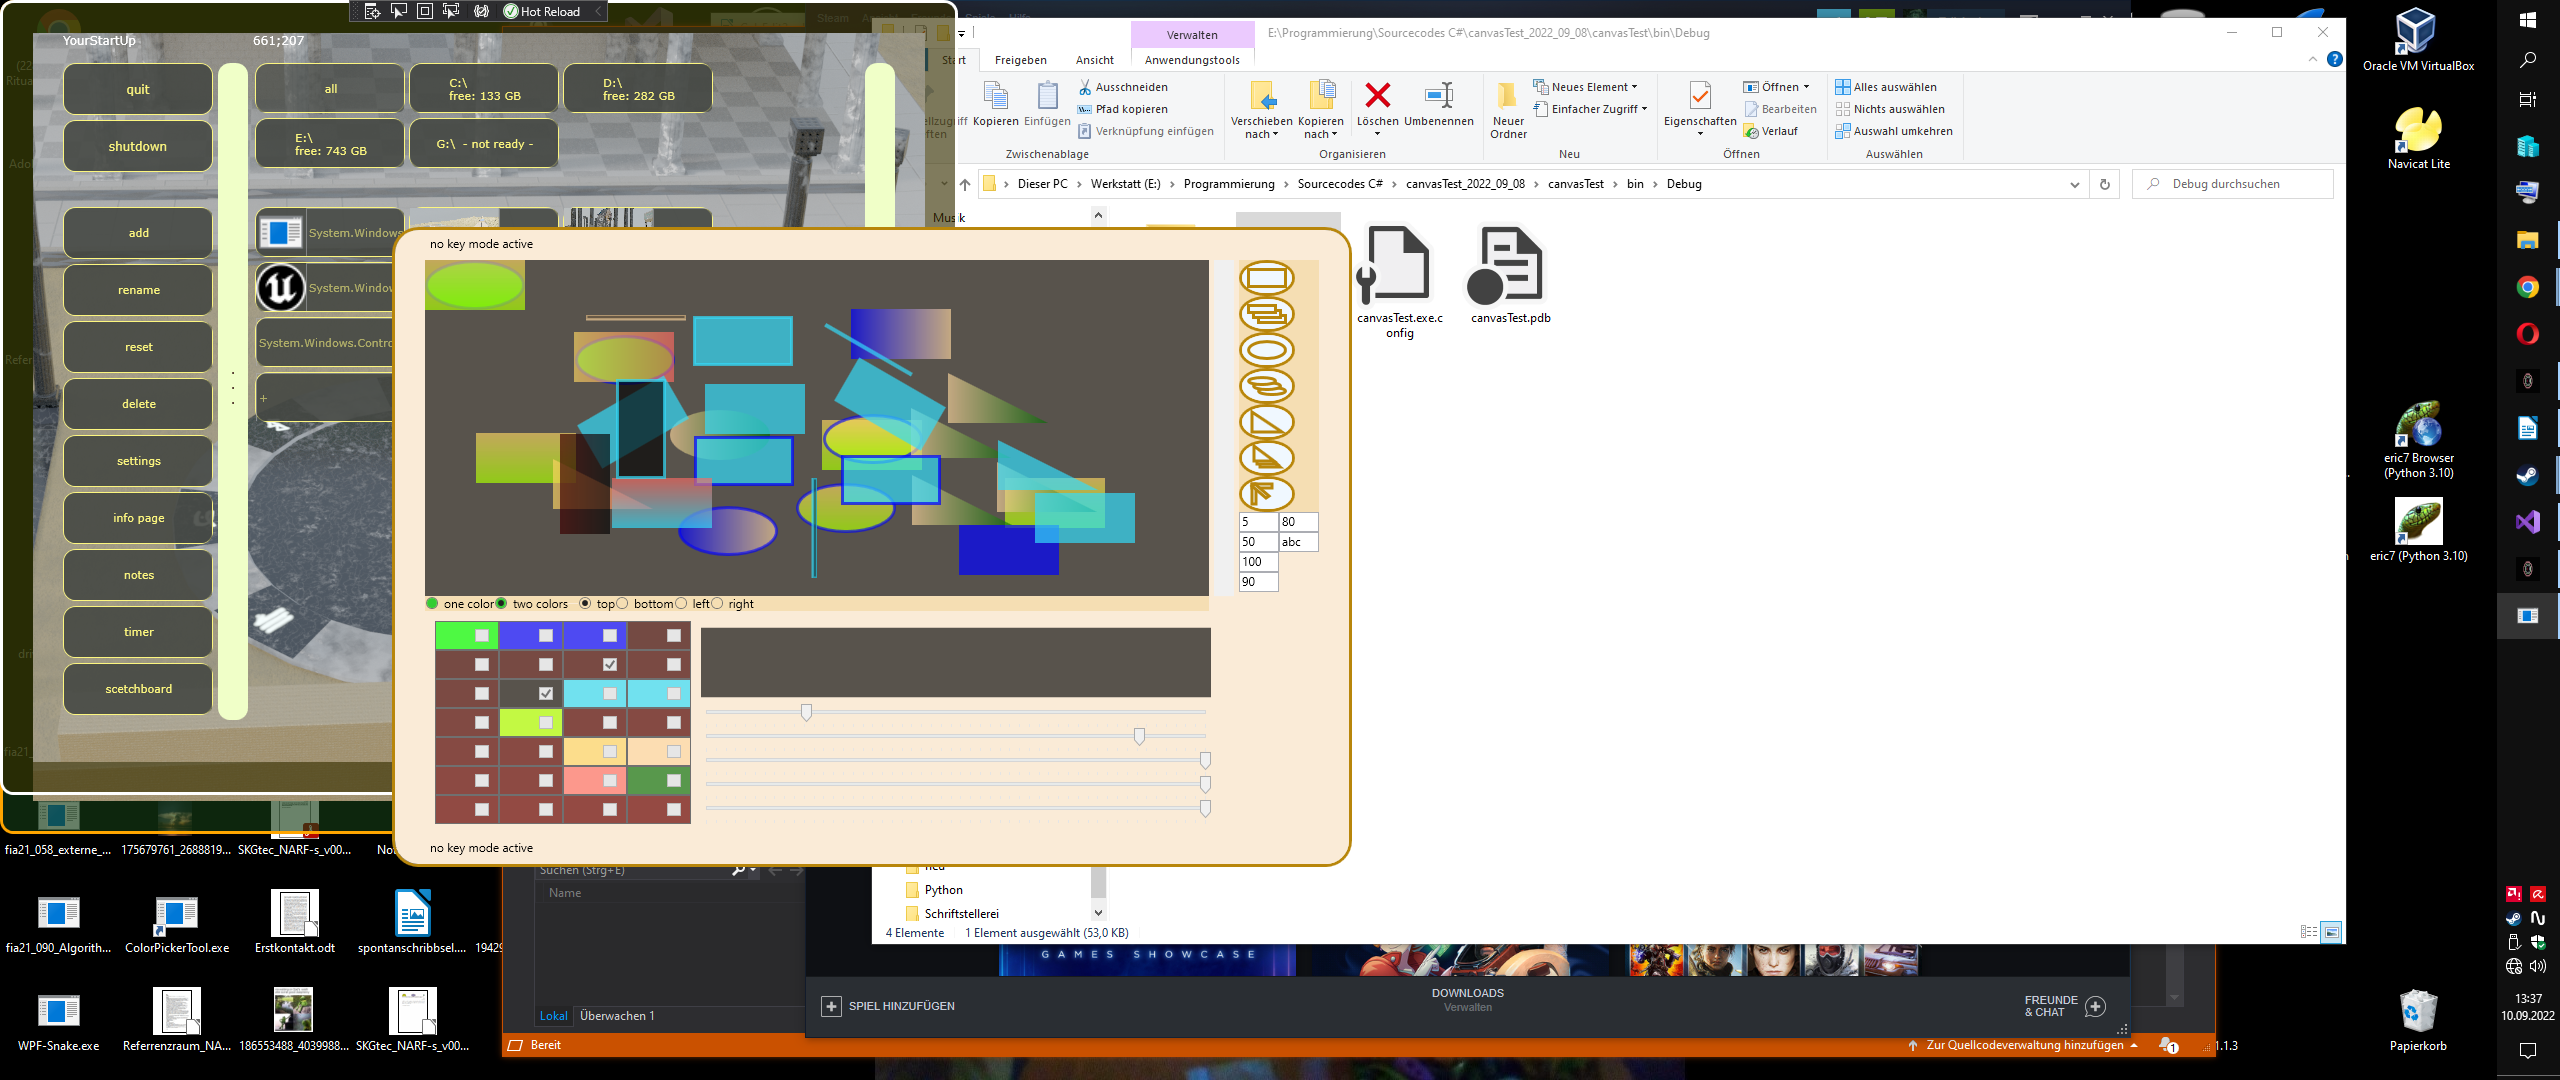 Hot Reload
YourStartUp
661;207
quit
shutdown
add
rename
reset
delete
settings
info page
notes
timer
scetchboard
all
C:\
free: 133 GB
D:\
free: 282 GB
E:\
free: 743 GB
G:\ - not ready -
System.Windows
System.Windows
System.Windows.Contro
+
no key mode active
5
80
50
abc
100
90
one color
two colors
top
bottom
left
right
no key mode active
Verwalten
E:\Programmierung\Sourcecodes C#\canvasTest_2022_09_08\canvasTest\bin\Debug
Start
Freigeben
Ansicht
Anwendungstools
Kopieren
Einfügen
Ausschneiden
Pfad kopieren
Verknüpfung einfügen
Zwischenablage
Verschieben nach
Kopieren nach
Löschen
Umbenennen
Organisieren
Neuer Ordner
Neues Element
Einfacher Zugriff
Neu
Eigenschaften
Öffnen
Bearbeiten
Verlauf
Öffnen
Alles auswählen
Nichts auswählen
Auswahl umkehren
Auswählen
Dieser PC
Werkstatt (E:)
Programmierung
Sourcecodes C#
canvasTest_2022_09_08
canvasTest
bin
Debug
Debug durchsuchen
Musik
canvasTest.exe.c
onfig
canvasTest.pdb
Python
Schriftstellerei
4 Elemente
1 Element ausgewählt (53,0 KB)
Suchen (Strg+E)
Name
Lokal
Überwachen 1
Bereit
Zur Quellcodeverwaltung hinzufügen
1
GAMES SHOWCASE
SPIEL HINZUFÜGEN
DOWNLOADS
Verwalten
FREUNDE
& CHAT
fia21_058_externe_...
175679761_2688819...
SKGtec_NARF-s_v00...
fia21_090_Algorith...
ColorPickerTool.exe
Erstkontakt.odt
spontanschribbsel....
WPF-Snake.exe
Referrenzraum_NA...
186553488_4039988...
SKGtec_NARF-s_v00...
Oracle VM VirtualBox
Navicat Lite
eric7 Browser
(Python 3.10)
eric7 (Python 3.10)
Papierkorb
13:37
10.09.2022